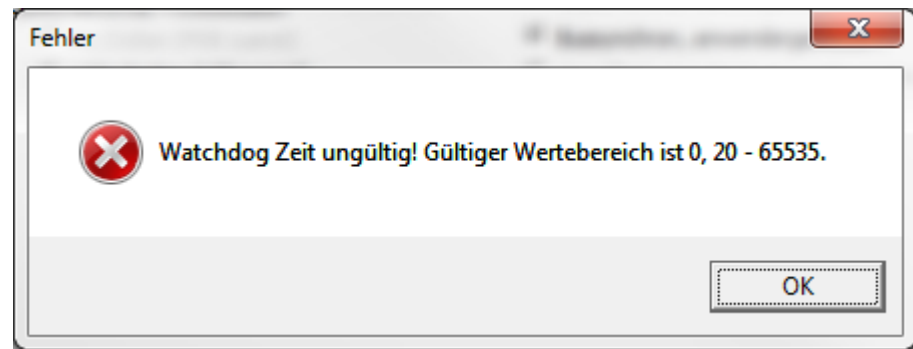 Fehler
Watchdog Zeit ungültig! Gültiger Wertebereich ist 0, 20 - 65535.
OK